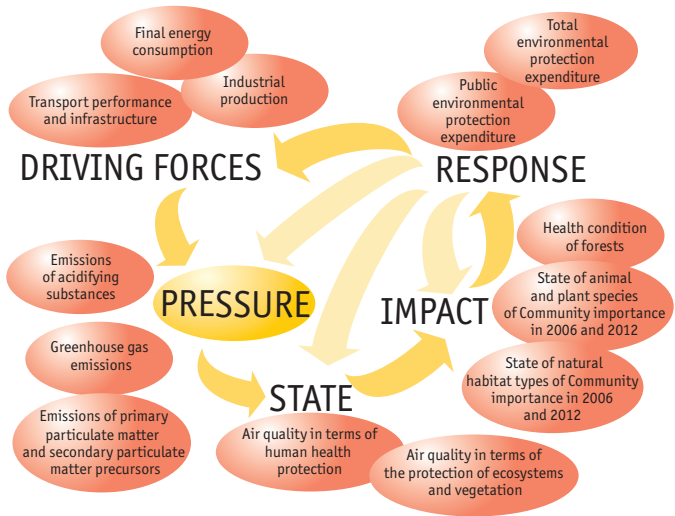 Final energy
consumption
Total
environmental
protection
expenditure
Industrial
production
Transport performance
and infrastructure
Public
environmental
protection
expenditure
DRIVING FORCES
RESPONSE
Health condition
of forests
Emissions
of acidifying
substances
PRESSURE
IMPACT
State of animal
and plant species
of Community importance
in 2006 and 2012
Greenhouse gas
emissions
State of natural
habitat types of Community
importance in 2006
and 2012
STATE
Emissions of primary
particulate matter
and secondary particulate
matter precursors
Air quality in terms of
human health
protection
Air quality in terms of
the protection of ecosystems
and vegetation